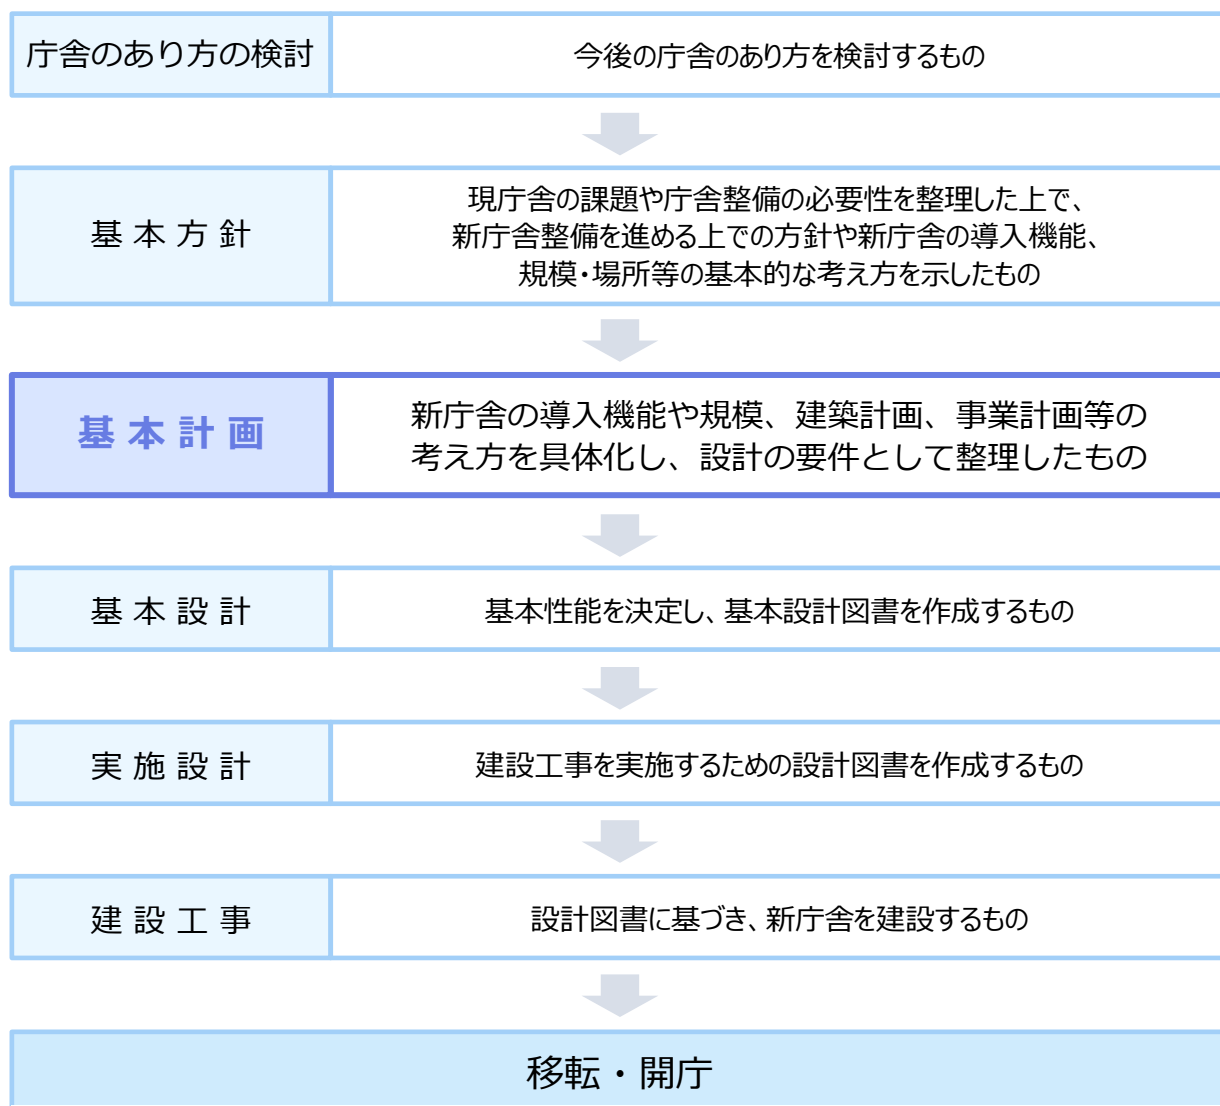 庁舎のあり方の検討
今後の庁舎のあり方を検討するもの
基本方針
現庁舎の課題や庁舎整備の必要性を整理した上で、
新庁舎整備を進める上での方針や新庁舎の導入機能、
規模・場所等の基本的な考え方を示したもの
基本計画
新庁舎の導入機能や規模、建築計画、事業計画等の
考え方を具体化し、設計の要件として整理したもの
基本設計
基本性能を決定し、基本設計図書を作成するもの
実施設計
建設工事を実施するための設計図書を作成するもの
建設工事
設計図書に基づき、新庁舎を建設するもの
移転・開庁